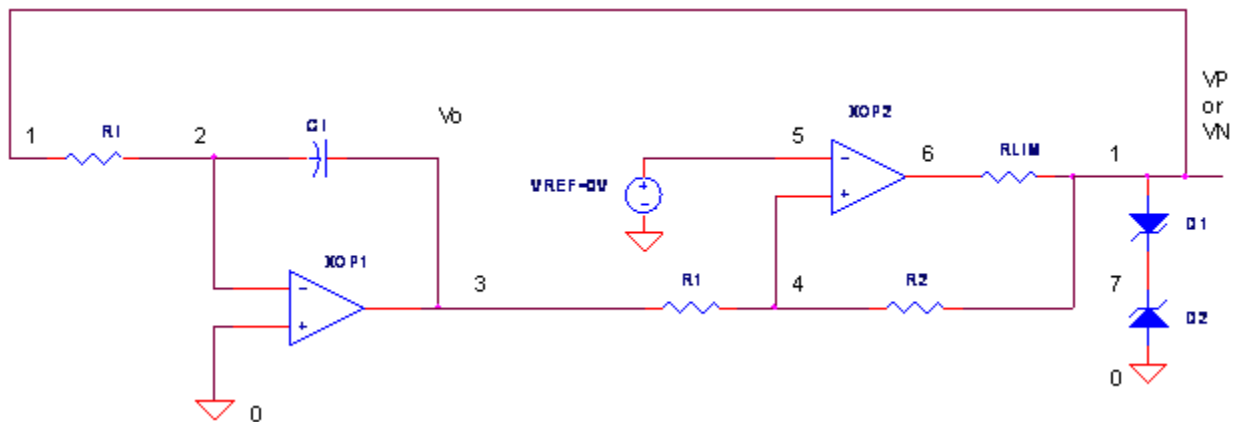 VP
or
VN
Vo
XOP2
1
RI
2
CI
5
6
RLIM
1
VREF=0V
D1
XOP1
3
R1
4
R2
7
D2
0
0